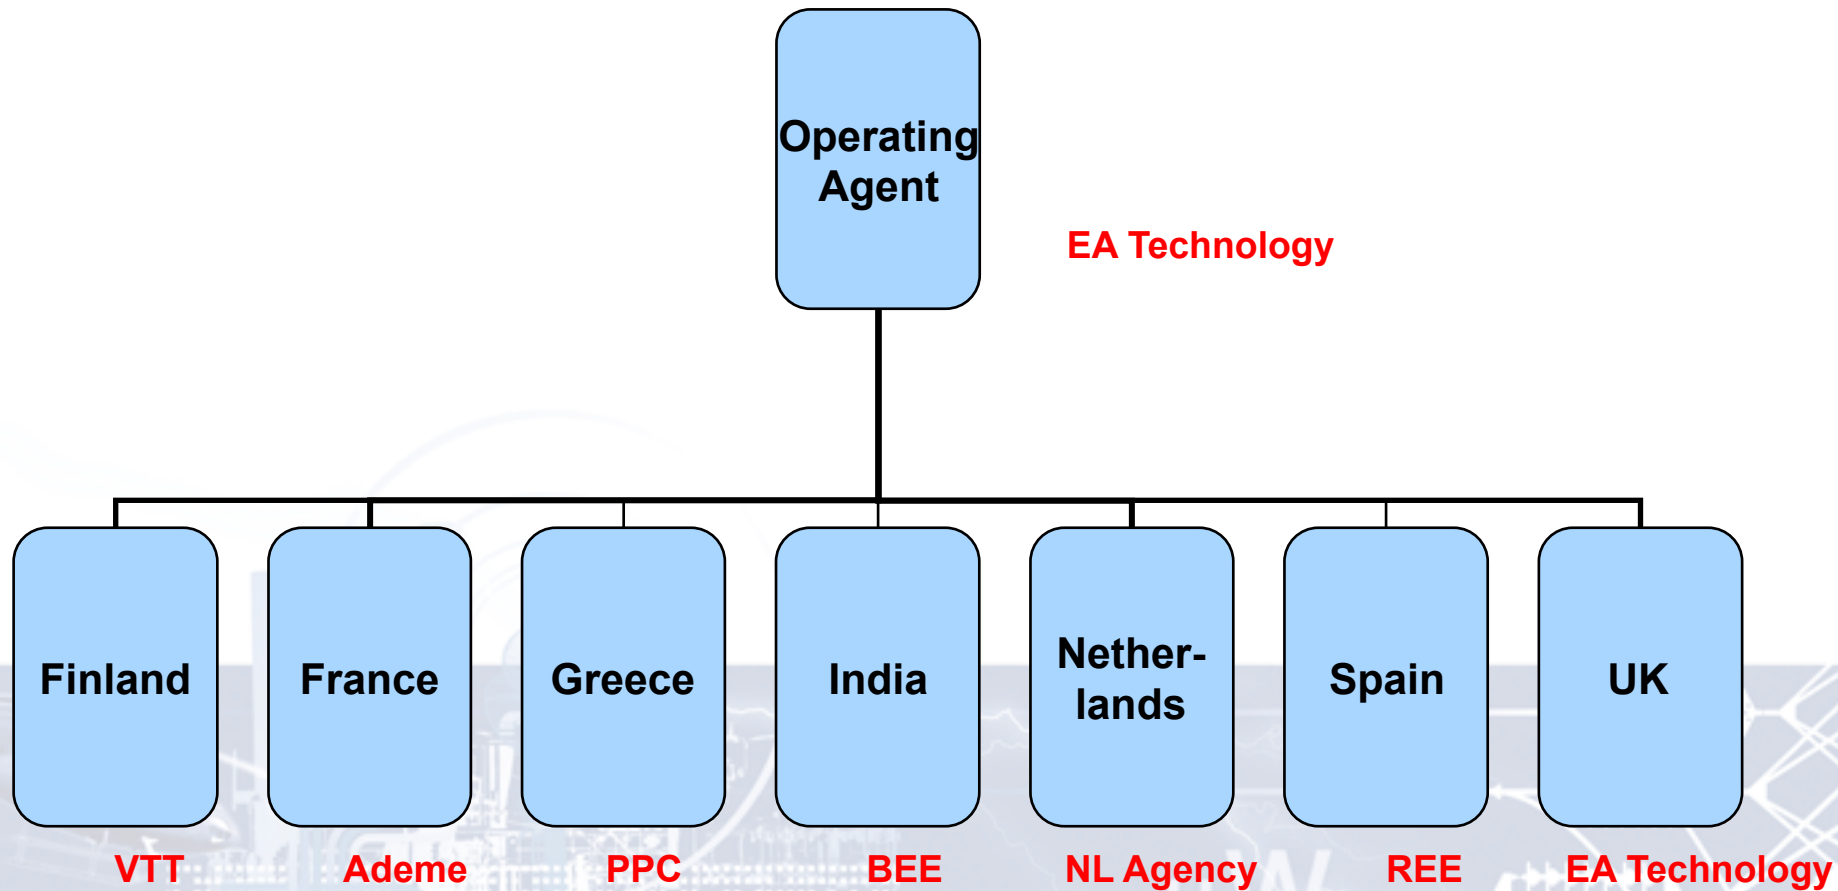 Operating
Agent
EA Technology
Finland
France
Greece
India
Nether-
lands
Spain
UK
VTT
Ademe
PPC
BEE
NL Agency
REE
EA Technology